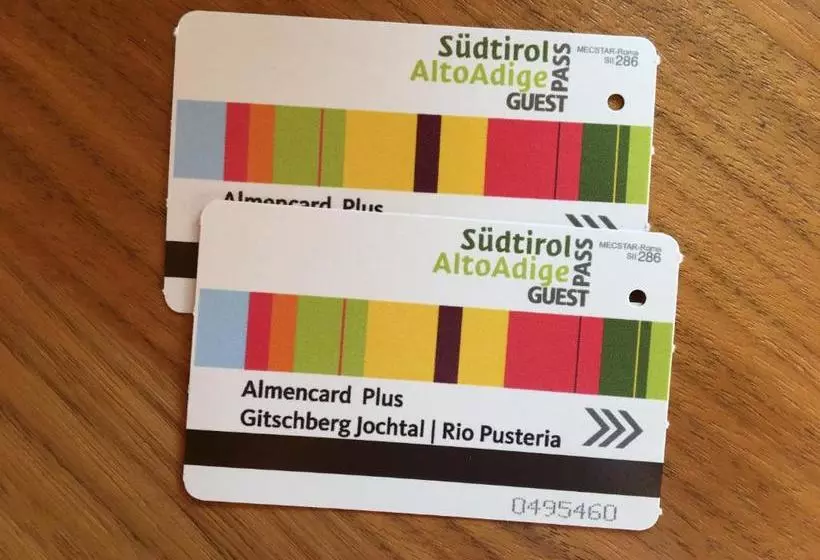 Südtirol
AltoAdige
GUEST PASS
MECSTAR-Roma
SII 286
Almencard Plus
Südtirol
AltoAdige
GUEST PASS
MECSTAR-Roma
SII 286
Almencard Plus
Gitschberg Jochtal | Rio Pusteria
0495460